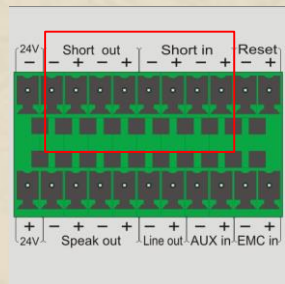 24V Short out Short in Reset
− − + − + − + − + − +
− + − + − + − + − +
+ − + − + − + − + − +
24V Speak out Line out AUX in EMC in